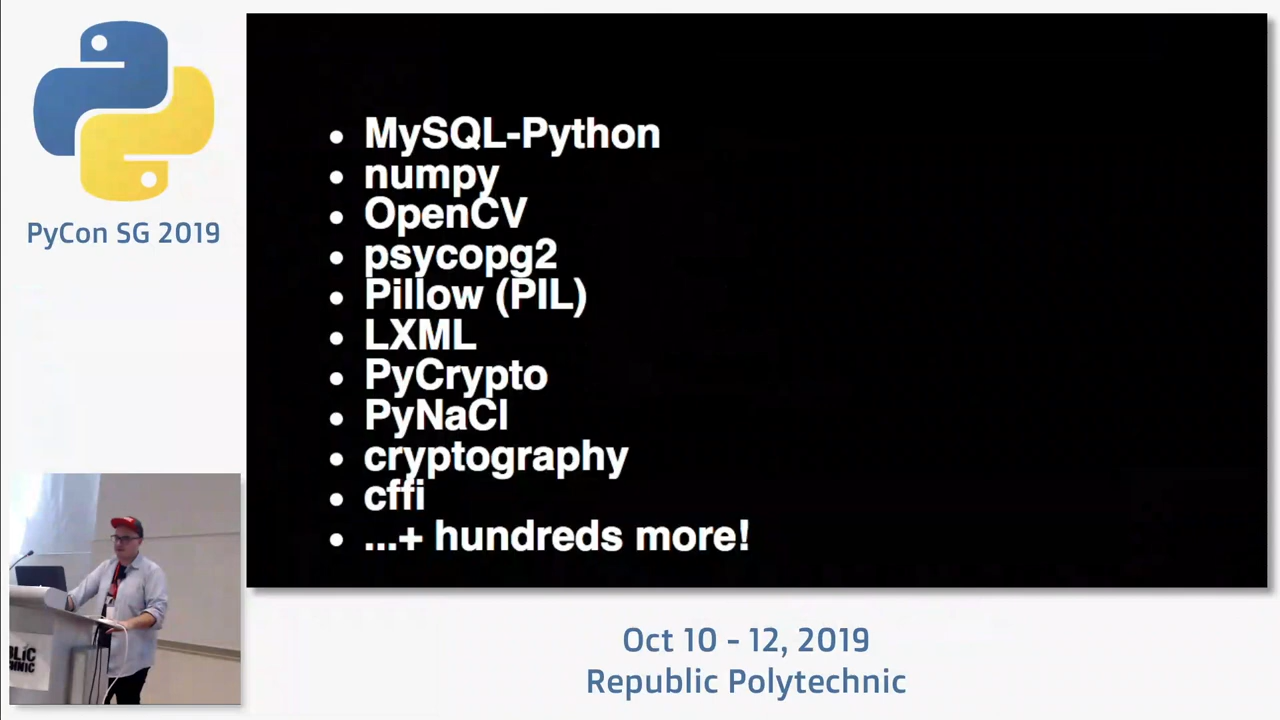 PyCon SG 2019
• MySQL-Python
• numpy
• OpenCV
• psycopg2
• Pillow (PIL)
• LXML
• PyCrypto
• PyNaCl
• cryptography
• cffi
• ...+ hundreds more!
Oct 10 - 12, 2019
Republic Polytechnic